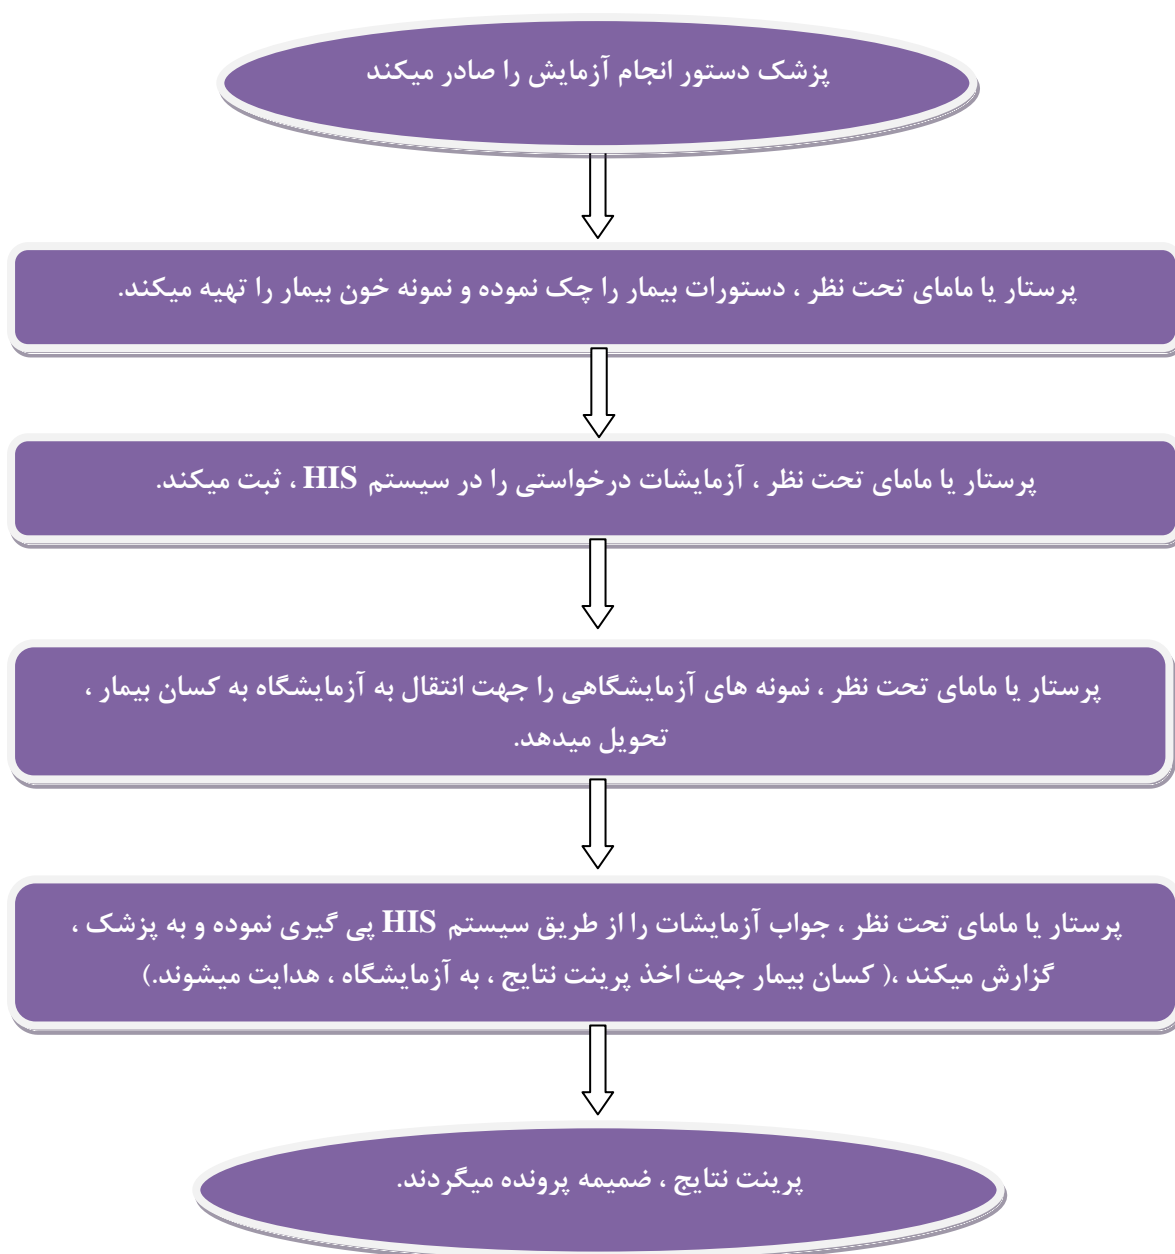 پزشک دستور انجام آزمایش را صادر میکند
پرستار یا مامای تحت نظر ، دستورات بیمار را چک نموده و نمونه خون بیمار را تهیه میکند.
پرستار یا مامای تحت نظر ، آزمایشات درخواستی را در سیستم HIS ، ثبت میکند.
پرستار یا مامای تحت نظر ، نمونه های آزمایشگاهی را جهت انتقال به آزمایشگاه به کسان بیمار ،
تحویل میدهد.
پرستار یا مامای تحت نظر ، جواب آزمایشات را از طریق سیستم HIS پی گیری نموده و به پزشک ،
گزارش میکند ،( کسان بیمار جهت اخذ پرینت نتایج ، به آزمایشگاه ، هدایت میشوند.)
پرینت نتایج ، ضمیمه پرونده میگردند.